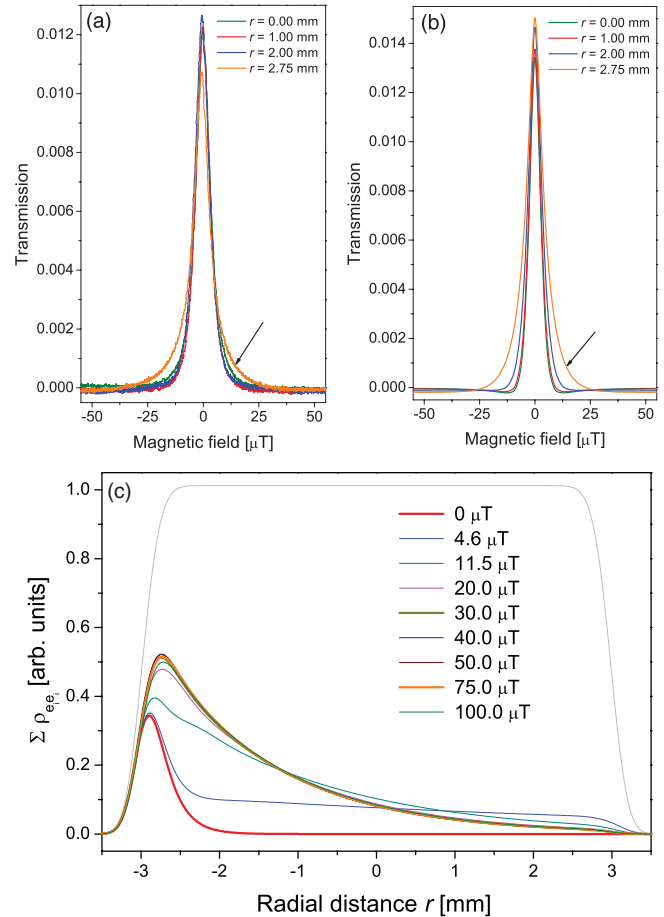 (a)
r = 0.00 mm
r = 1.00 mm
r = 2.00 mm
r = 2.75 mm
0.012
0.010
0.008
0.006
0.004
0.002
0.000
Transmission
-50 -25 0 25 50
Magnetic field [μT]
(b)
r = 0.00 mm
r = 1.00 mm
r = 2.00 mm
r = 2.75 mm
0.014
0.012
0.010
0.008
0.006
0.004
0.002
0.000
Transmission
-50 -25 0 25 50
Magnetic field [μT]
(c)
1.0
0.8
0.6
0.4
0.2
0.0
Σ ρeiei [arb. units]
0 μT
4.6 μT
11.5 μT
20.0 μT
30.0 μT
40.0 μT
50.0 μT
75.0 μT
100.0 μT
-3 -2 -1 0 1 2 3
Radial distance r [mm]